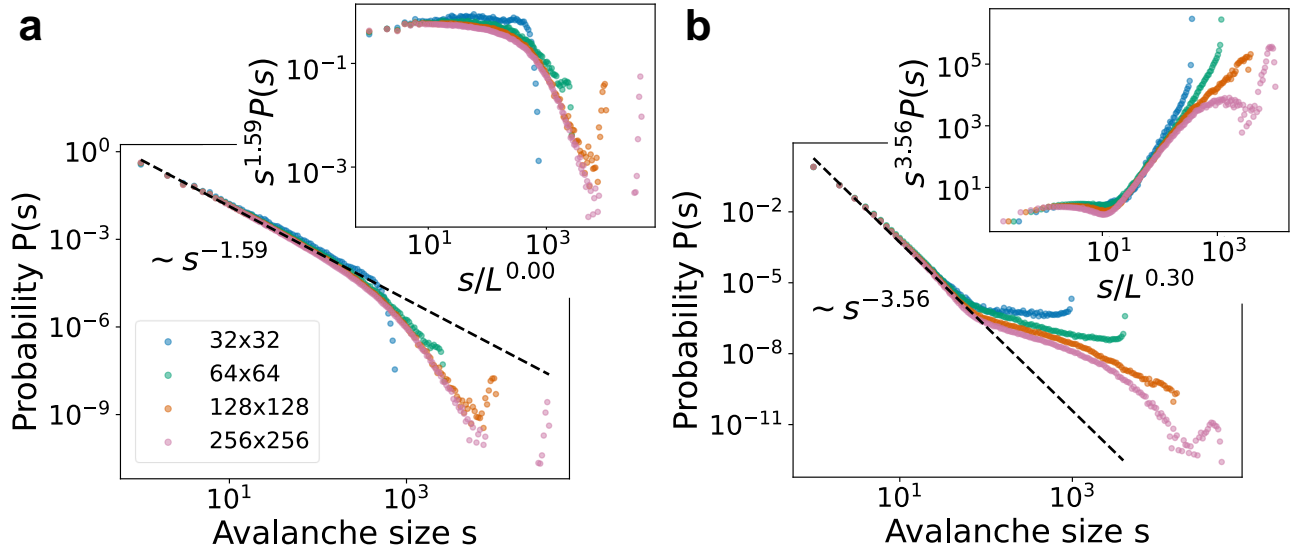 a
s^1.59 P(s)
10^-1
10^-3
10^1
10^3
s/L^0.00
Probability P(s)
10^0
10^-3
10^-6
10^-9
~ s^-1.59
32x32
64x64
128x128
256x256
10^1
10^3
Avalanche size s
b
s^3.56 P(s)
10^5
10^3
10^1
10^1
10^3
s/L^0.30
Probability P(s)
10^-2
10^-5
10^-8
10^-11
~ s^-3.56
10^1
10^3
Avalanche size s